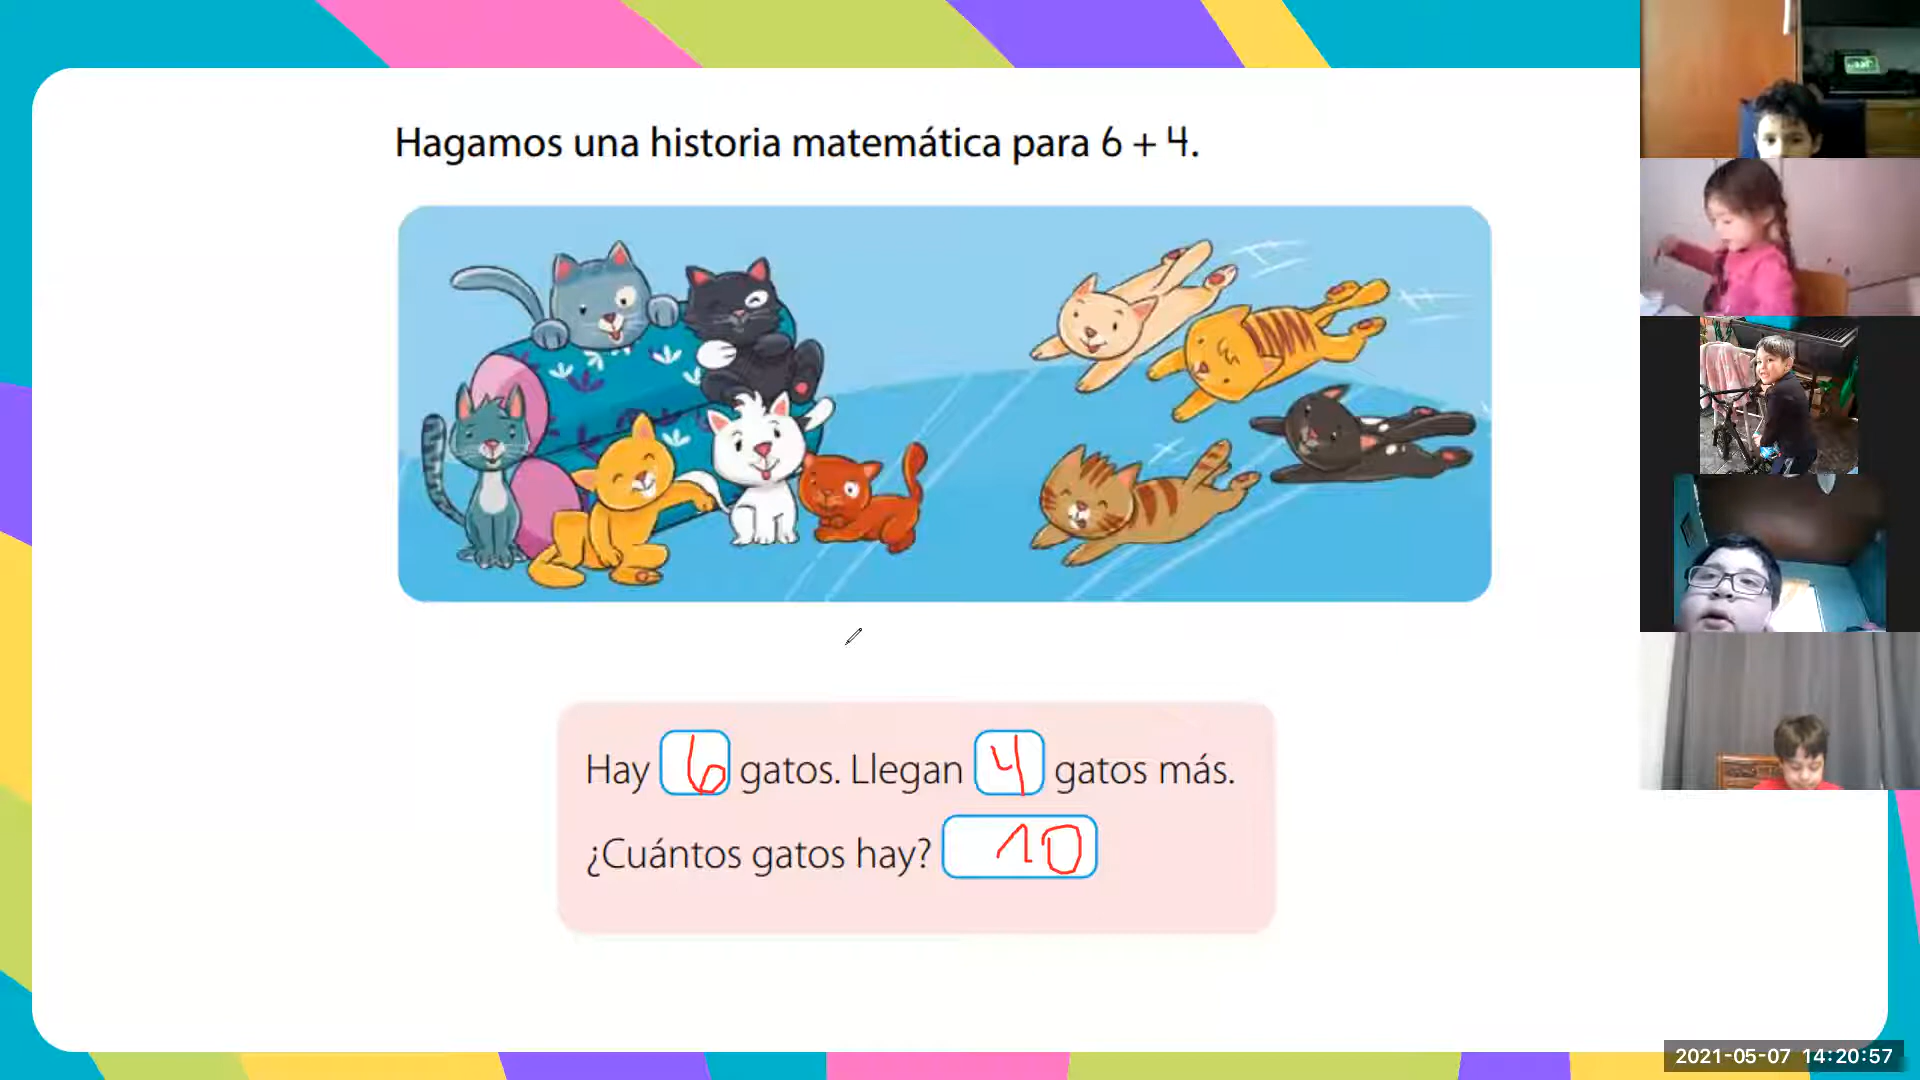 Hagamos una historia matemática para 6 + 4.
Hay 6 gatos. Llegan 4 gatos más.
¿Cuántos gatos hay? 10
2021-05-07 14:20:57